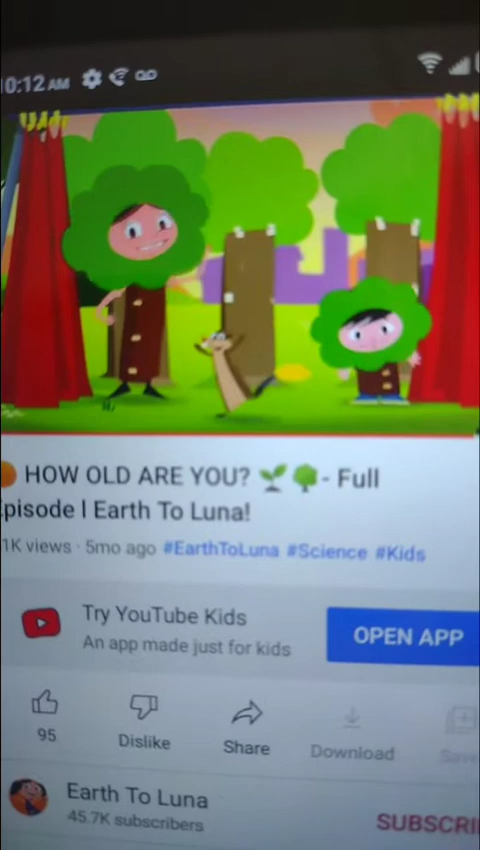 0:12 AM
HOW OLD ARE YOU? 🌱🌳- Full
pisode l Earth To Luna!
1K views · 5mo ago #EarthToLuna #Science #Kids
Try YouTube Kids
An app made just for kids
OPEN APP
95
Dislike
Share
Download
Save
Earth To Luna
45.7K subscribers
SUBSCRI